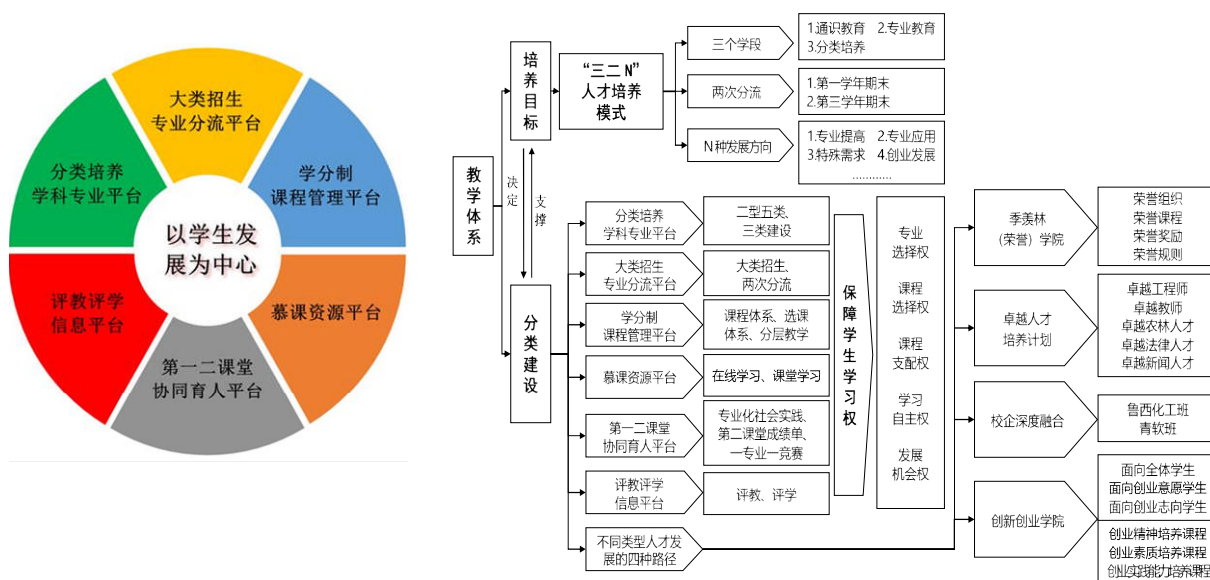 大类招生
专业分流平台
学分制
课程管理平台
慕课资源平台
第一二课堂
协同育人平台
评教评学
信息平台
分类培养
学科专业平台
以学生发
展为中心
教学体系
决定
支撑
培养目标
“三二N”
人才培养
模式
三个学段
1.通识教育 2.专业教育
3.分类培养
两次分流
1.第一学年期末
2.第三学年期末
N种发展方向
1.专业提高 2.专业应用
3.特殊需求 4.创业发展
…………
分类建设
分类培养
学科专业平台
二型五类、
三类建设
大类招生
专业分流平台
大类招生、
两次分流
学分制
课程管理平台
课程体系、选课
体系、分层教学
慕课资源平台
在线学习、课堂学习
第一二课堂
协同育人平台
专业化社会实践、
第二课堂成绩单、
一专业一竞赛
评教评学
信息平台
评教、评学
不同类型人才发
展的四种路径
保障学生学习权
专业
选择权
课程
选择权
课程
支配权
学习
自主权
发展
机会权
季羡林
（荣誉）学院
荣誉组织
荣誉课程
荣誉奖励
荣誉规则
卓越人才
培养计划
卓越工程师
卓越教师
卓越农林人才
卓越法律人才
卓越新闻人才
校企深度融合
鲁西化工班
青软班
创新创业学院
面向全体学生
面向创业意愿学生
面向创业志向学生
创业精神培养课程
创业素质培养课程
创业实践能力培养课程